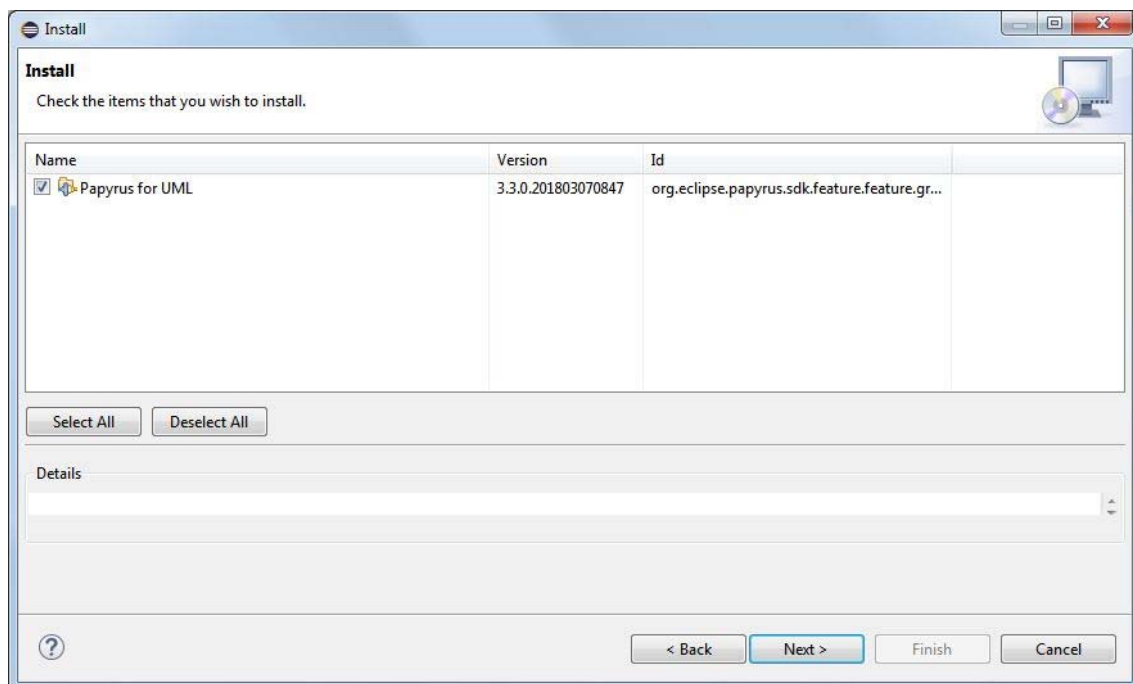 Install
Install
Check the items that you wish to install.
Name Version Id
Papyrus for UML 3.3.0.201803070847 org.eclipse.papyrus.sdk.feature.feature.gr...
Select All Deselect All
Details
< Back Next > Finish Cancel